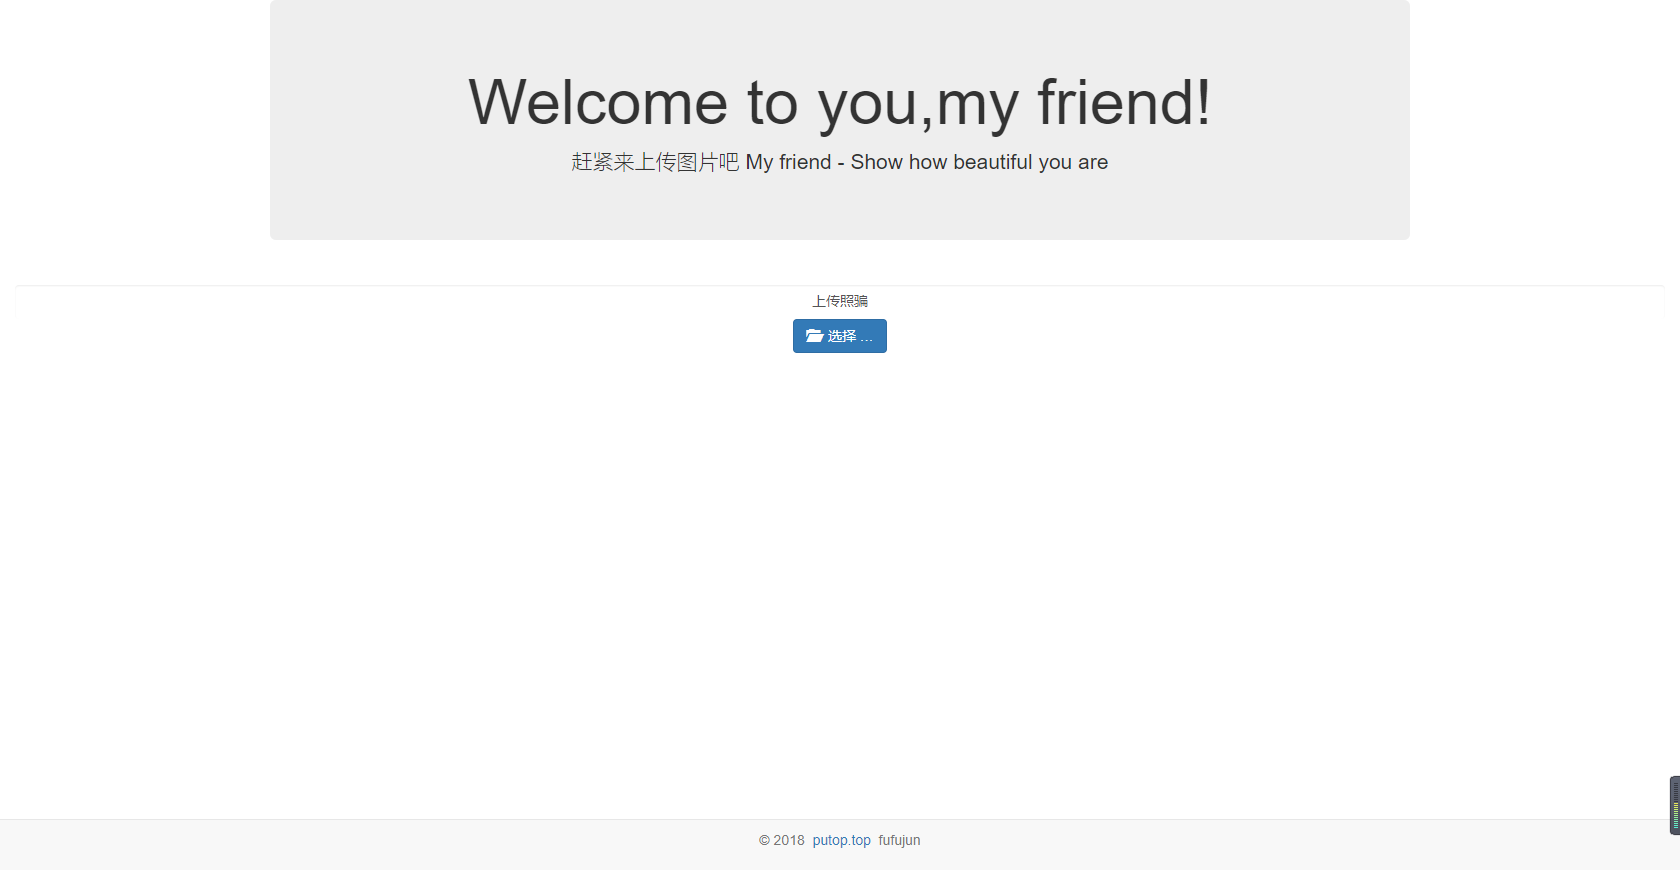 Welcome to you,my friend!
赶紧来上传图片吧 My friend - Show how beautiful you are
上传照骗
选择 ...
© 2018 putop.top fufujun